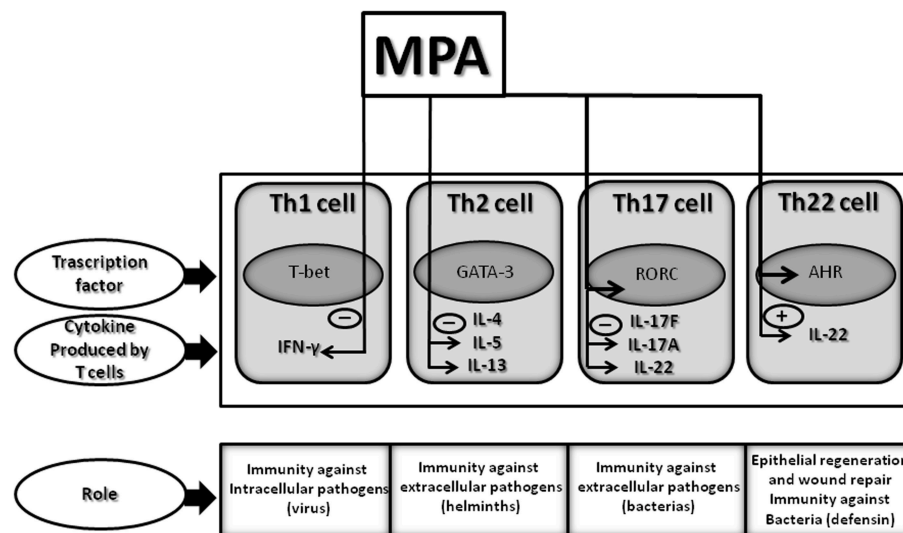 MPA
Th1 cell
Th2 cell
Th17 cell
Th22 cell
Trascription
factor
T-bet
GATA-3
RORC
AHR
Cytokine
Produced by
T cells
−
IFN-γ
−
IL-4
IL-5
IL-13
−
IL-17F
IL-17A
IL-22
+
IL-22
Role
Immunity against
Intracellular pathogens
(virus)
Immunity against
extracellular pathogens
(helminths)
Immunity against
extracellular pathogens
(bacterias)
Epithelial regeneration
and wound repair
Immunity against
Bacteria (defensin)